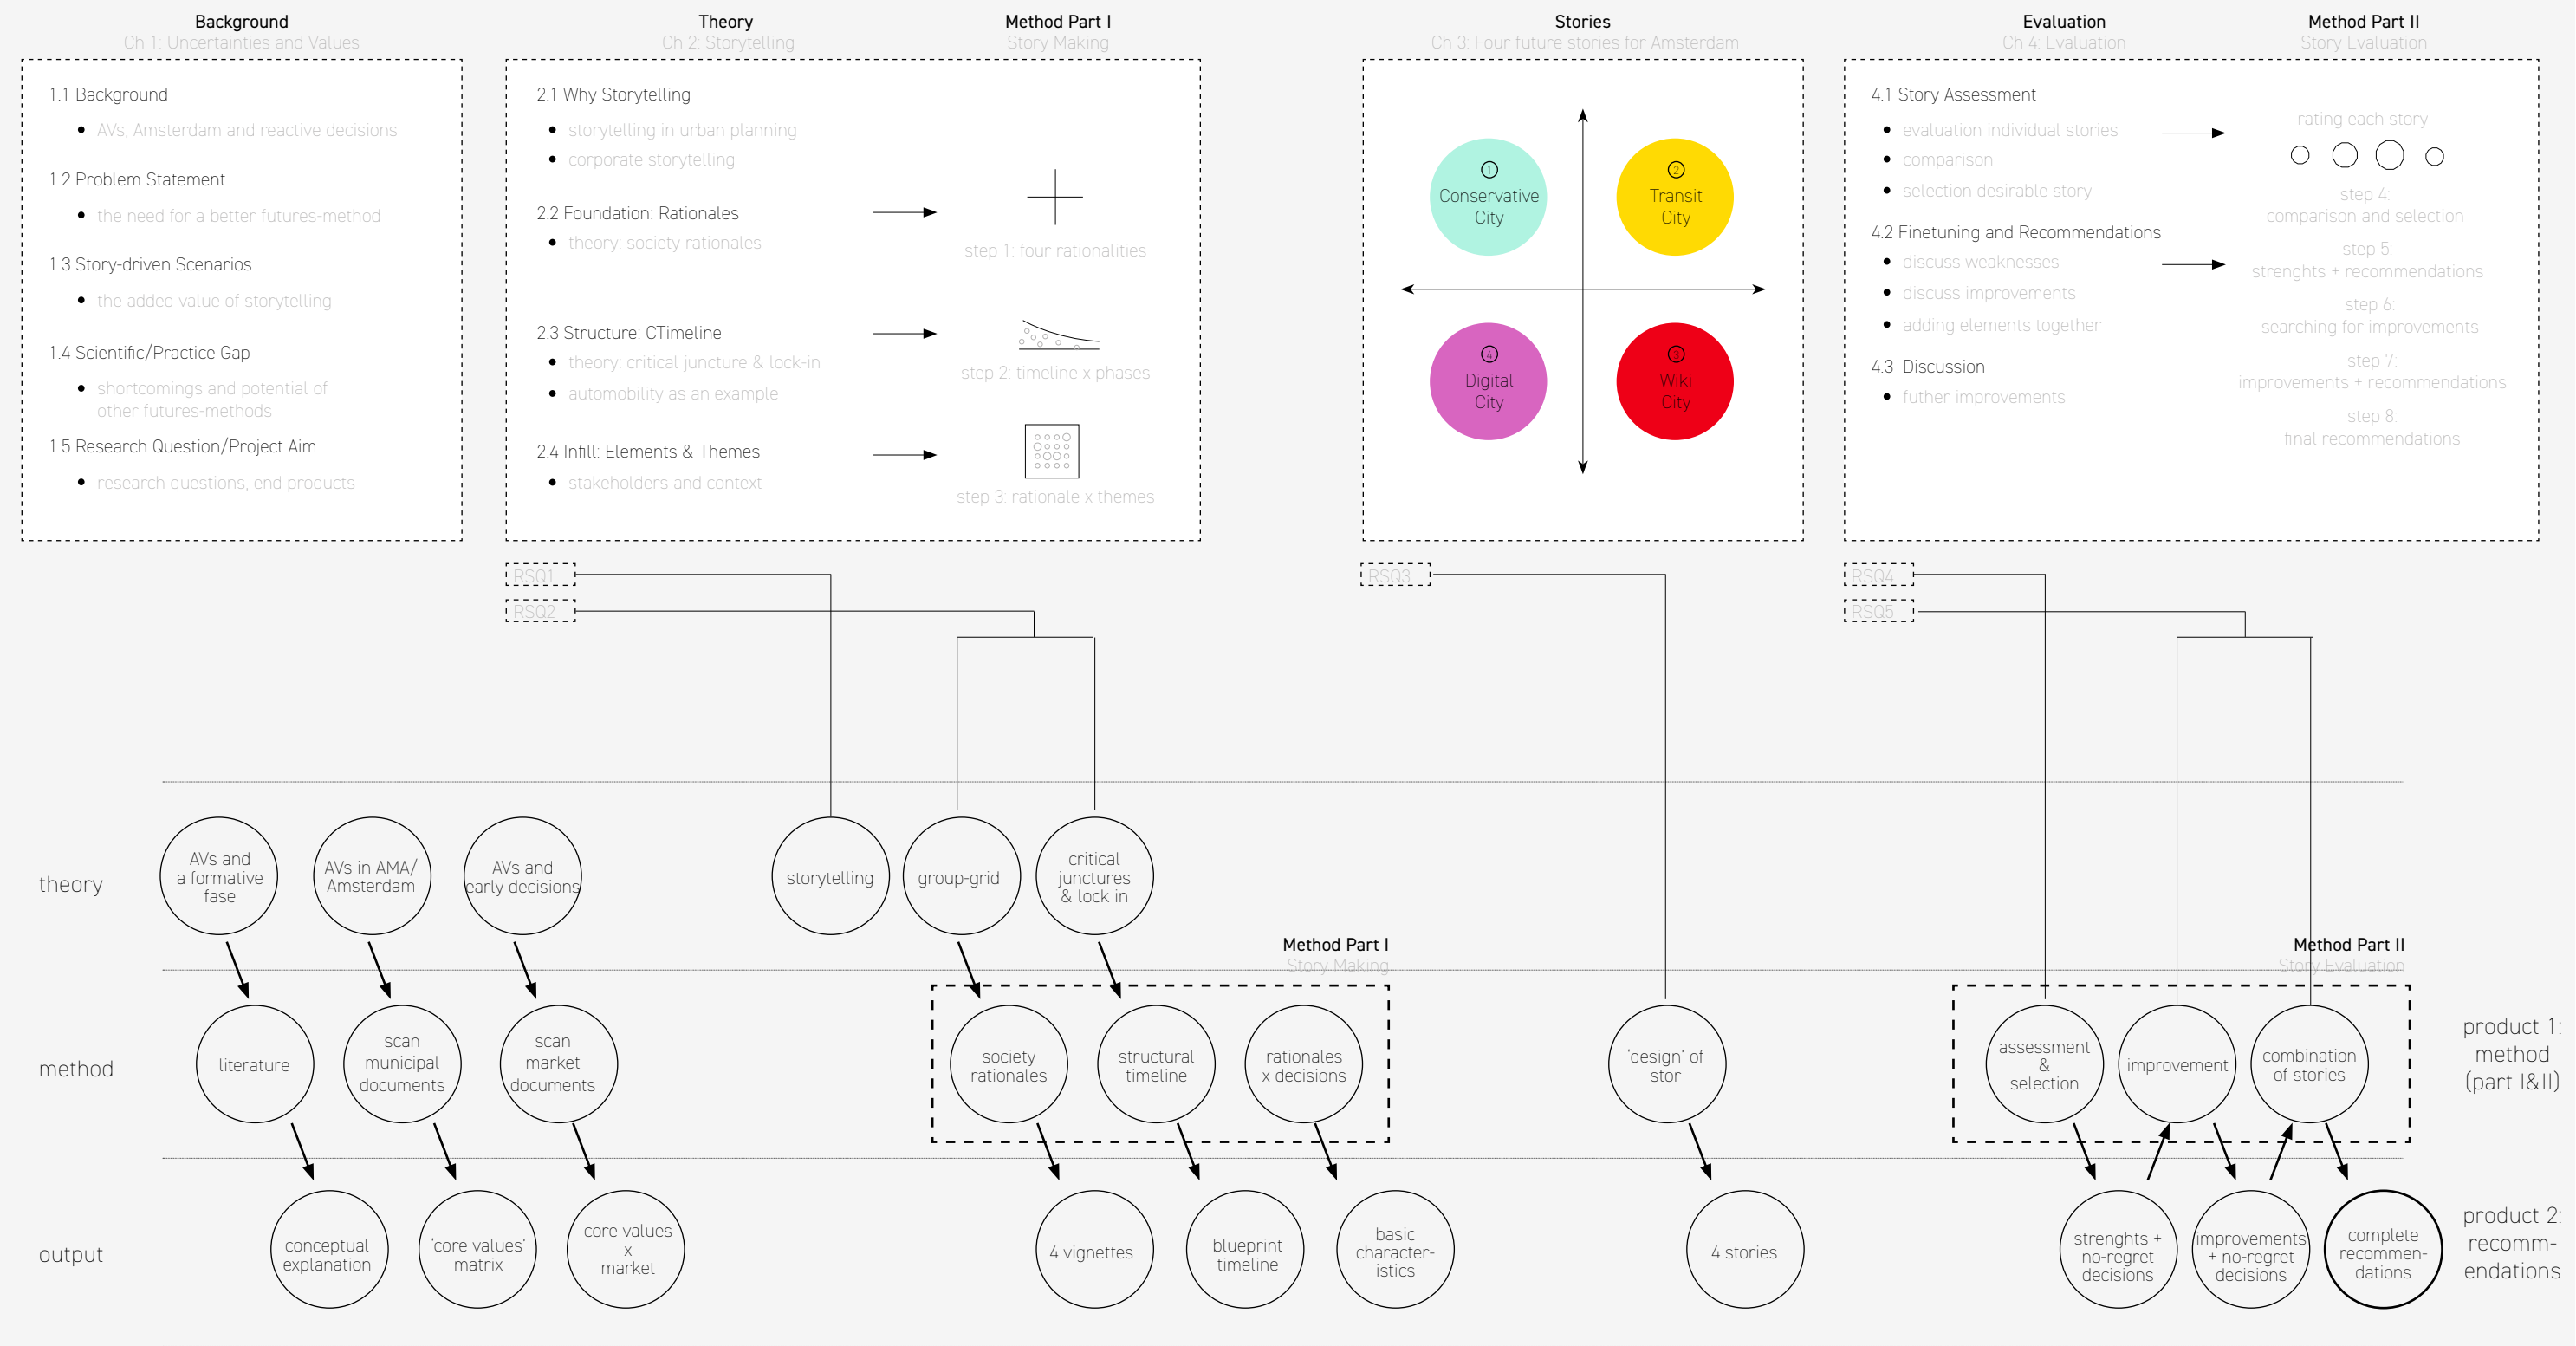 Background
Ch 1: Uncertainties and Values
1.1 Background
AVs, Amsterdam and reactive decisions
1.2 Problem Statement
the need for a better futures-method
1.3 Story-driven Scenarios
the added value of storytelling
1.4 Scientific/Practice Gap
shortcomings and potential of
other futures-methods
1.5 Research Question/Project Aim
research questions, end products
Theory
Ch 2: Storytelling
Method Part I
Story Making
2.1 Why Storytelling
storytelling in urban planning
corporate storytelling
2.2 Foundation: Rationales
theory: society rationales
step 1: four rationalities
2.3 Structure: CTimeline
theory: critical juncture & lock-in
automobility as an example
step 2: timeline x phases
2.4 Infill: Elements & Themes
stakeholders and context
step 3: rationale x themes
Stories
Ch 3: Four future stories for Amsterdam
1
Conservative
City
2
Transit
City
4
Digital
City
3
Wiki
City
Evaluation
Ch 4: Evaluation
Method Part II
Story Evaluation
4.1 Story Assessment
evaluation individual stories
comparison
selection desirable story
4.2 Finetuning and Recommendations
discuss weaknesses
discuss improvements
adding elements together
4.3 Discussion
futher improvements
rating each story
step 4:
comparison and selection
step 5:
strenghts + recommendations
step 6:
searching for improvements
step 7:
improvements + recommendations
step 8:
final recommendations
RSQ1
RSQ2
RSQ3
RSQ4
RSQ5
theory
AVs and
a formative
fase
AVs in AMA/
Amsterdam
AVs and
early decisions
storytelling
group-grid
critical
junctures
& lock in
Method Part I
Story Making
Method Part II
Story Evaluation
method
literature
scan
municipal
documents
scan
market
documents
society
rationales
structural
timeline
rationales
x decisions
'design' of
stor
assessment
&
selection
improvement
combination
of stories
product 1:
method
(part I&II)
output
conceptual
explanation
'core values'
matrix
core values
x
market
4 vignettes
blueprint
timeline
basic
character-
istics
4 stories
strenghts +
no-regret
decisions
improvements
+ no-regret
decisions
complete
recommen-
dations
product 2:
recomm-
endations